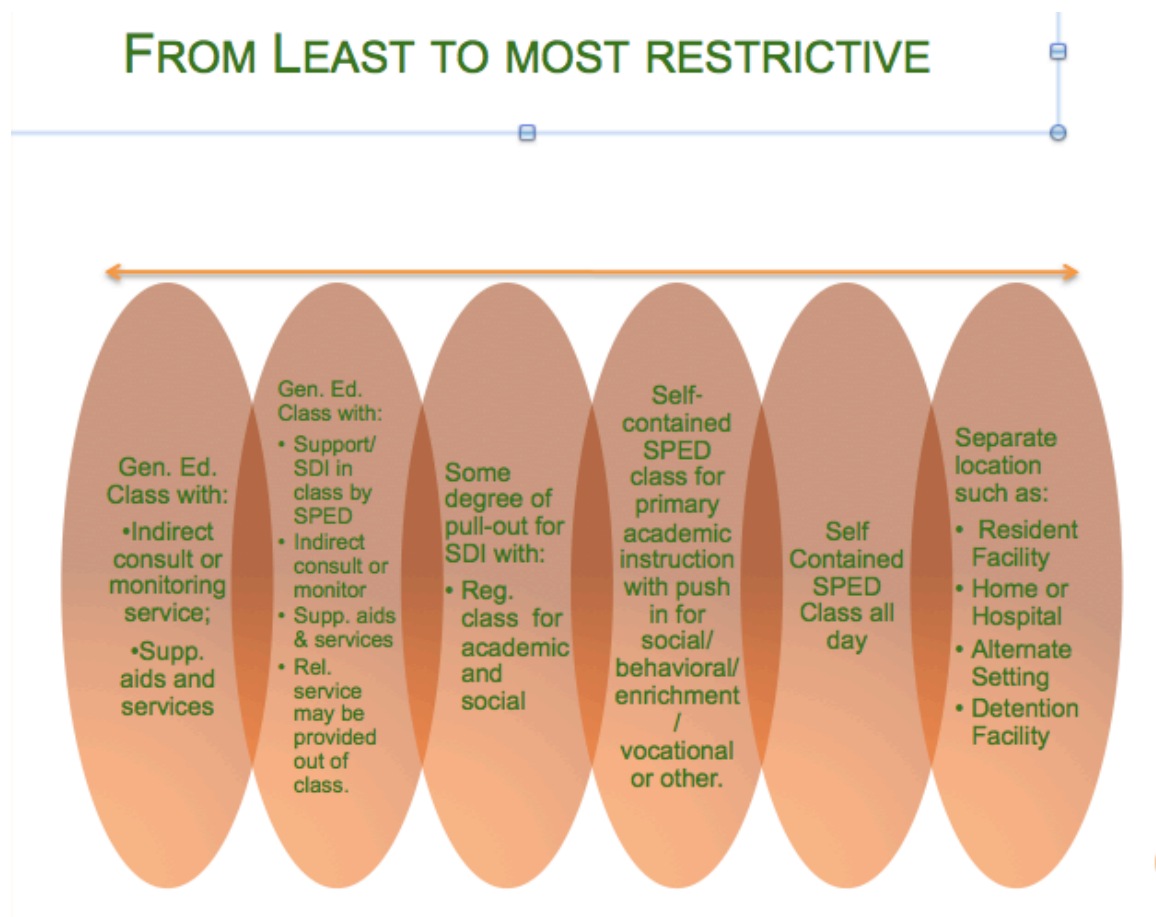 FROM LEAST TO MOST RESTRICTIVE
Gen. Ed.
Class with:
•Indirect
consult or
monitoring
service;
•Supp.
aids and
services
Gen. Ed.
Class with:
• Support/
SDI in
class by
SPED
• Indirect
consult or
monitor
• Supp. aids
& services
• Rel.
service
may be
provided
out of
class.
Some
degree of
pull-out for
SDI with:
• Reg.
class for
academic
and
social
Self-
contained
SPED
class for
primary
academic
instruction
with push
in for
social/
behavioral/
enrichment
/
vocational
or other.
Self
Contained
SPED
Class all
day
Separate
location
such as:
• Resident
Facility
• Home or
Hospital
• Alternate
Setting
• Detention
Facility